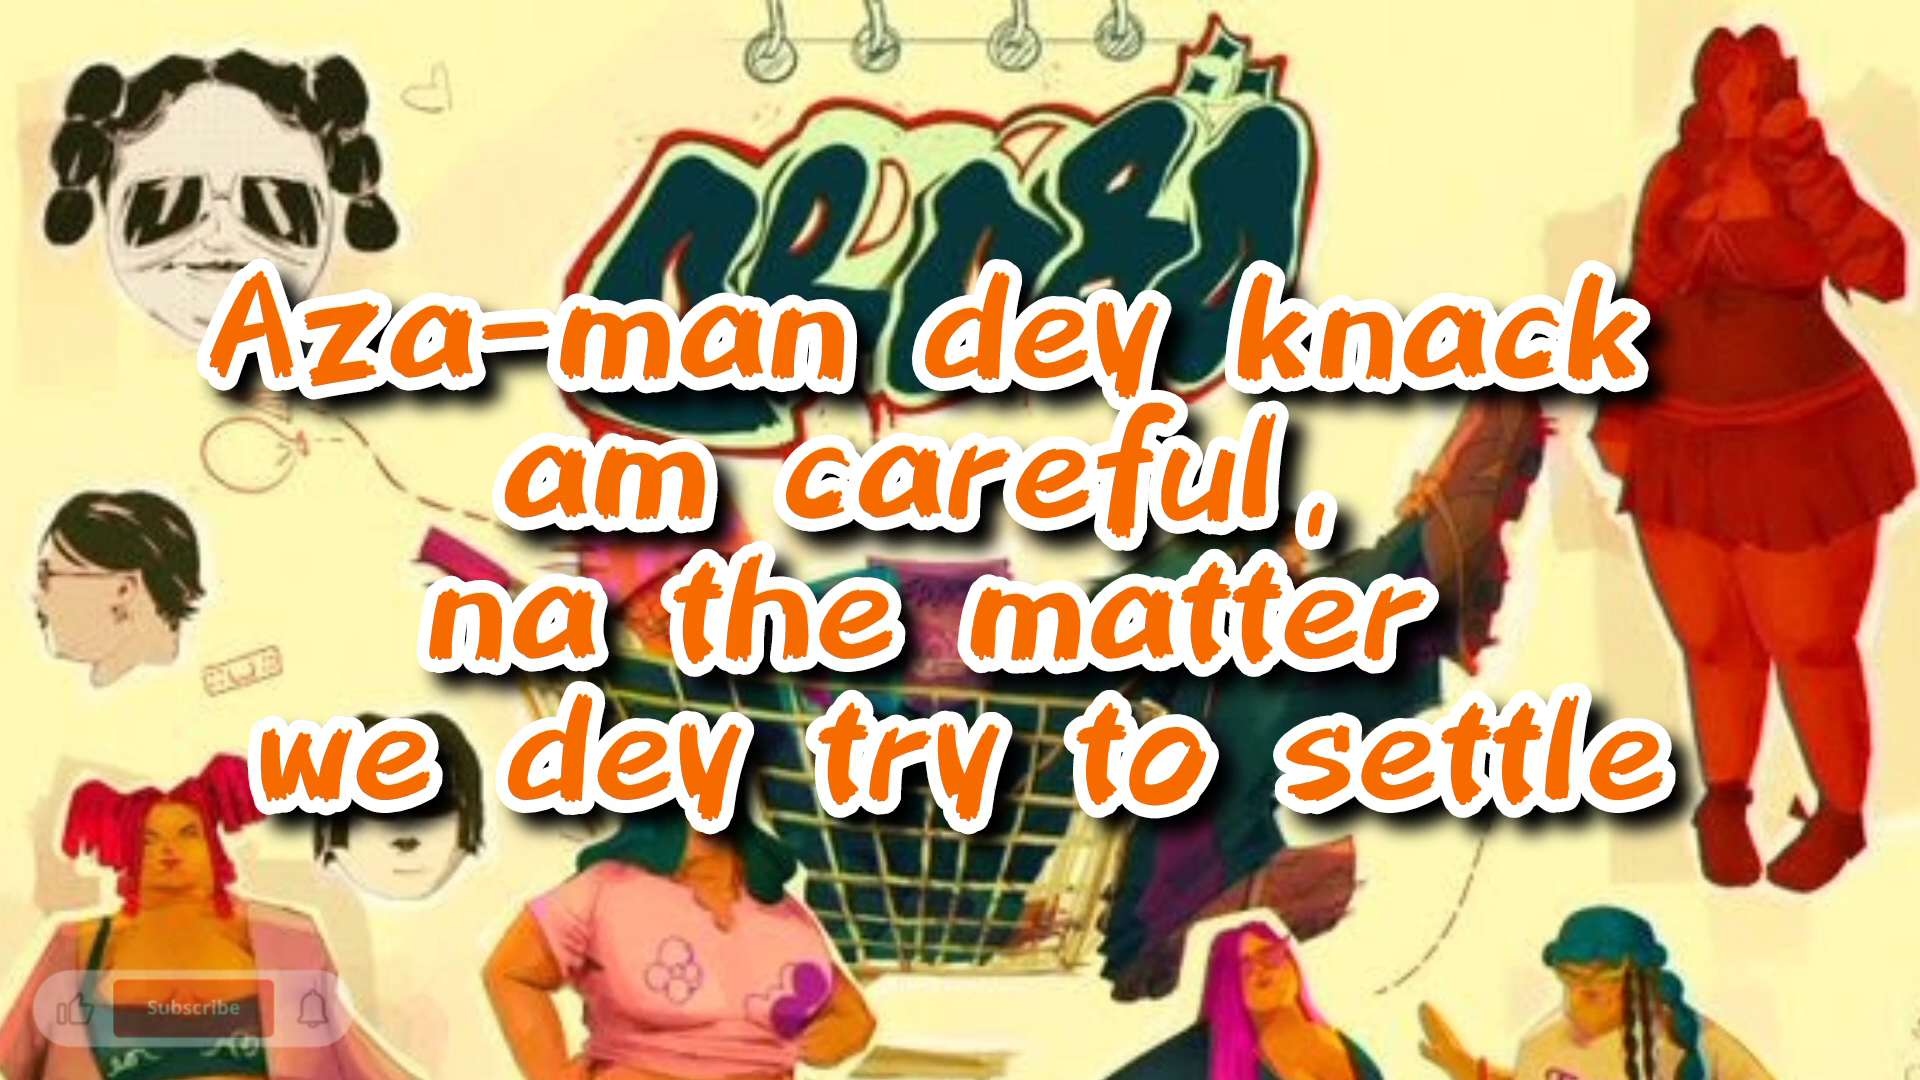 Aza-man dey knack
am careful,
na the matter
we dey try to settle
Subscribe